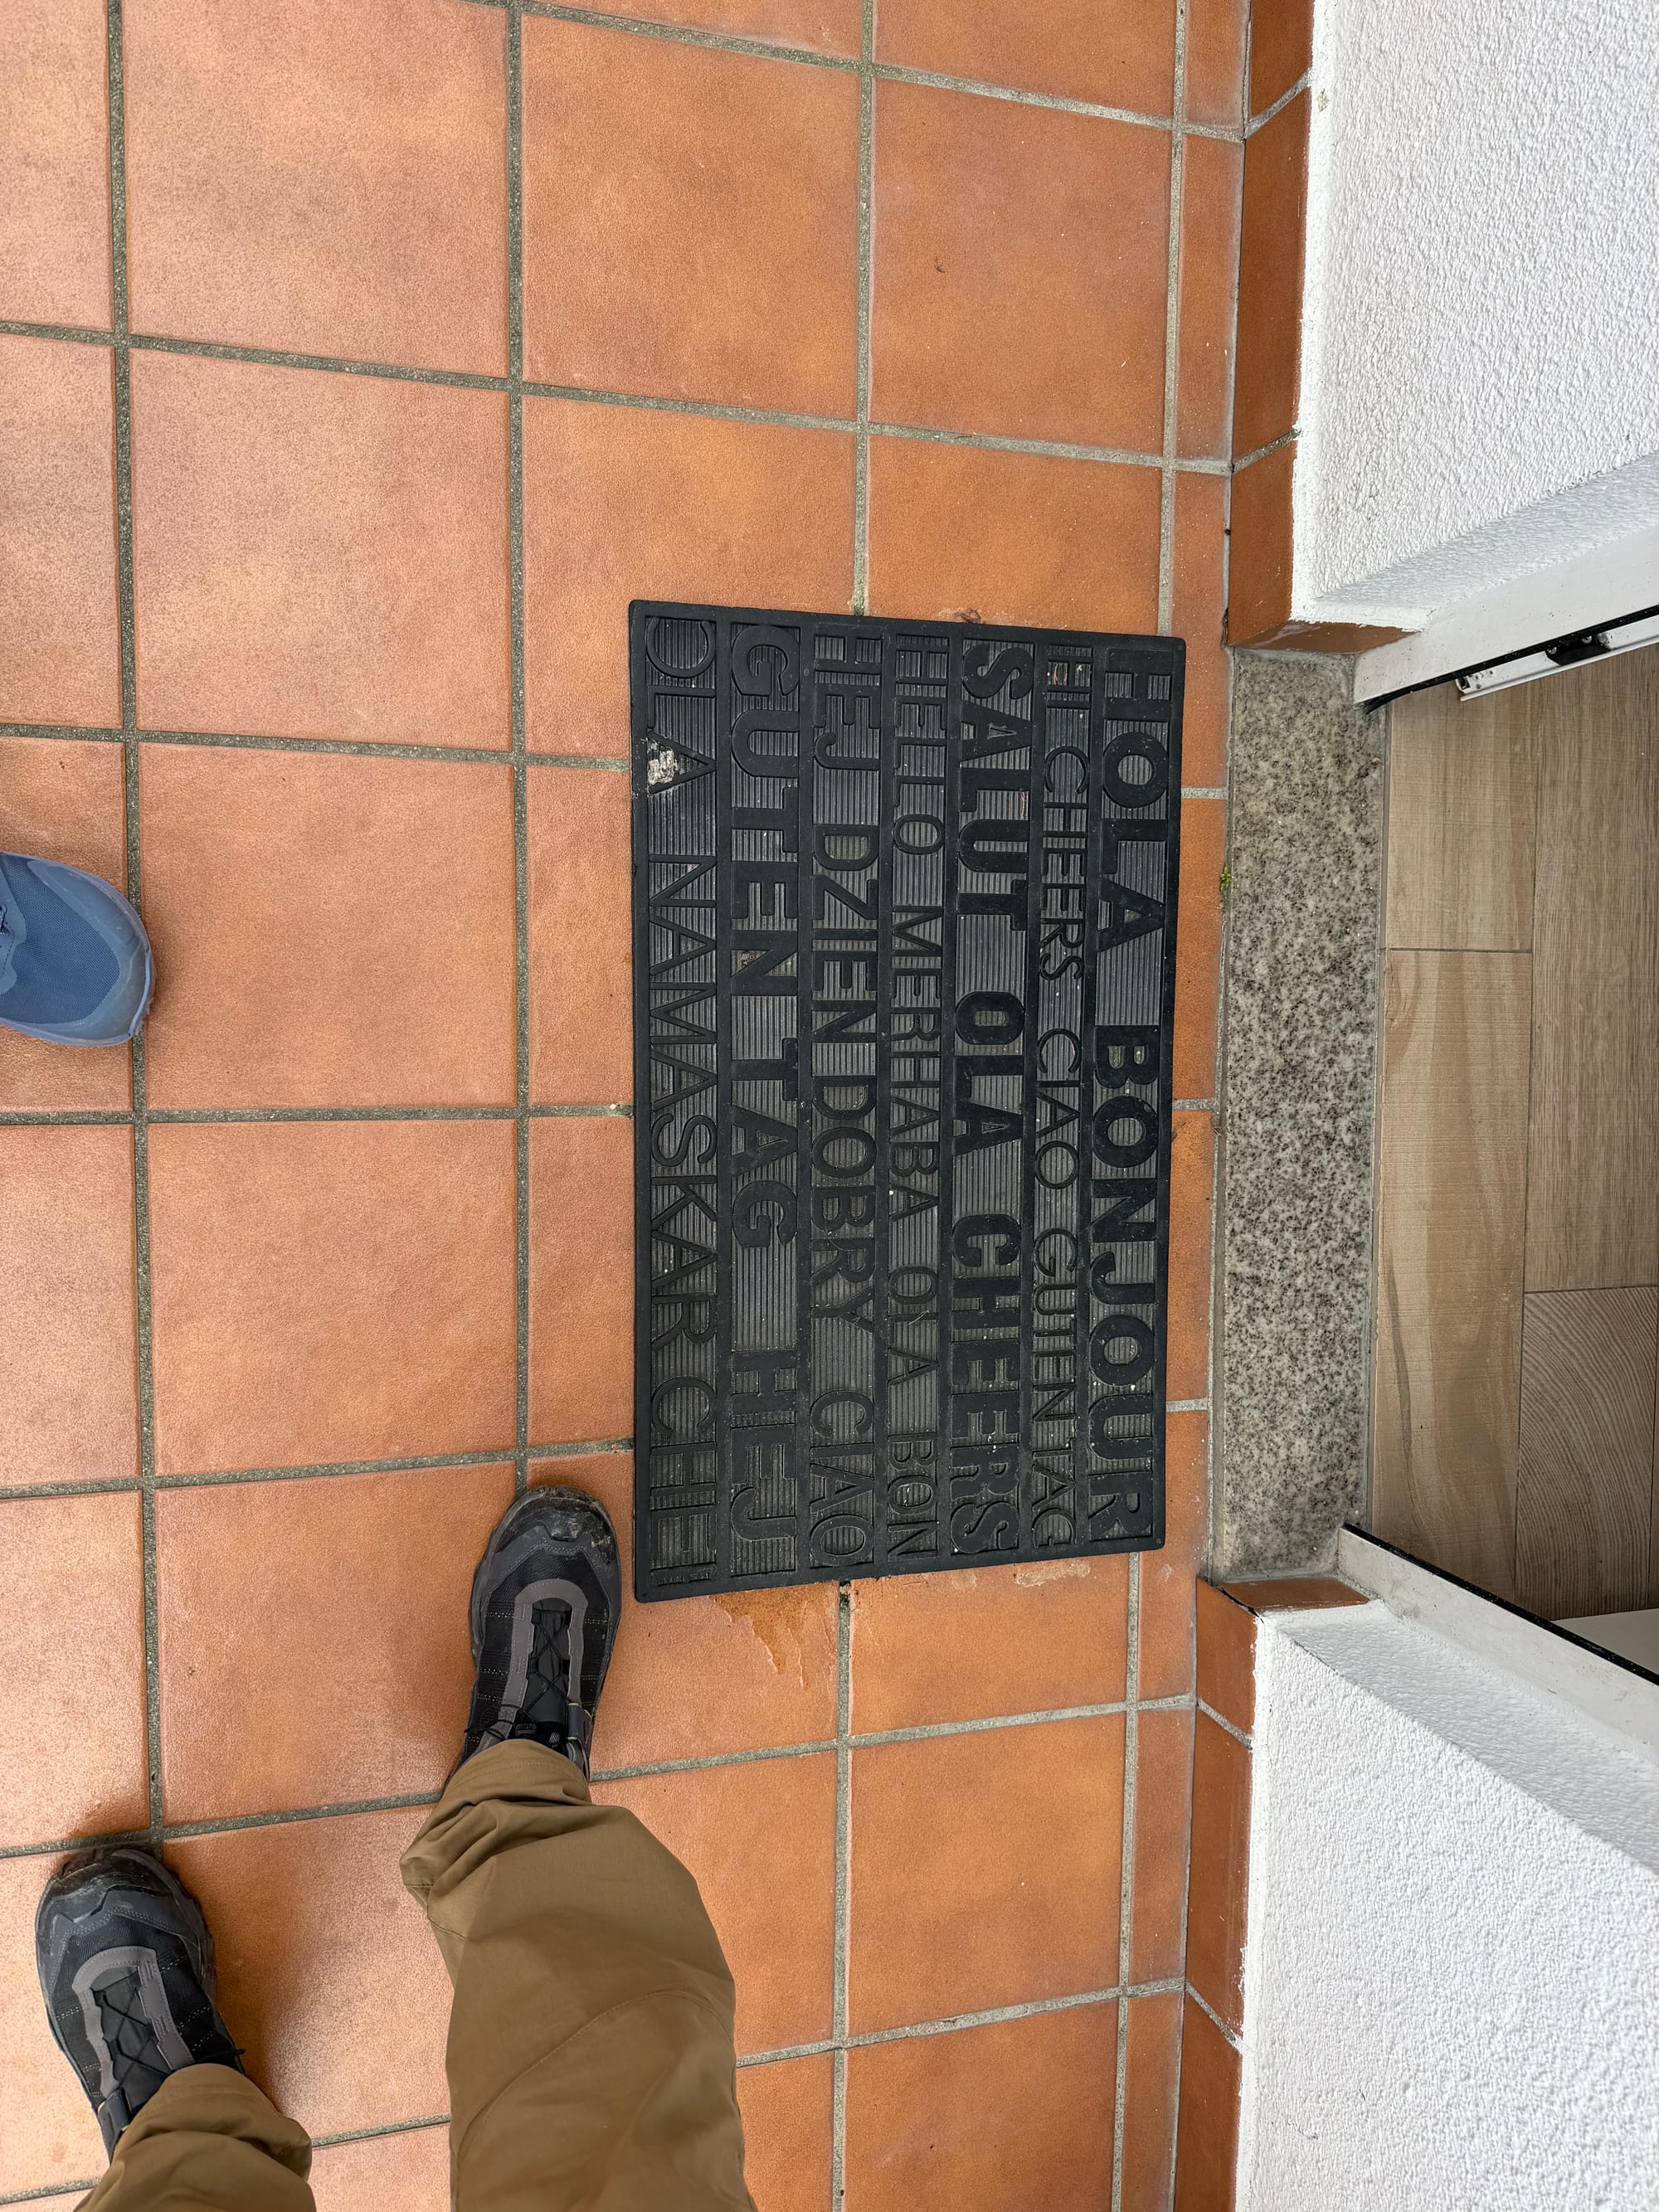 HOLA BONJOUR
HI CHEERS CIAO GUTEN TAG
SALUT OLA CHEERS
HELLO MERHABA OLA BON
HEJ DZIEN DOBRY CIAO
GUTEN TAG HEJ
OLA NAMASKAR CHE